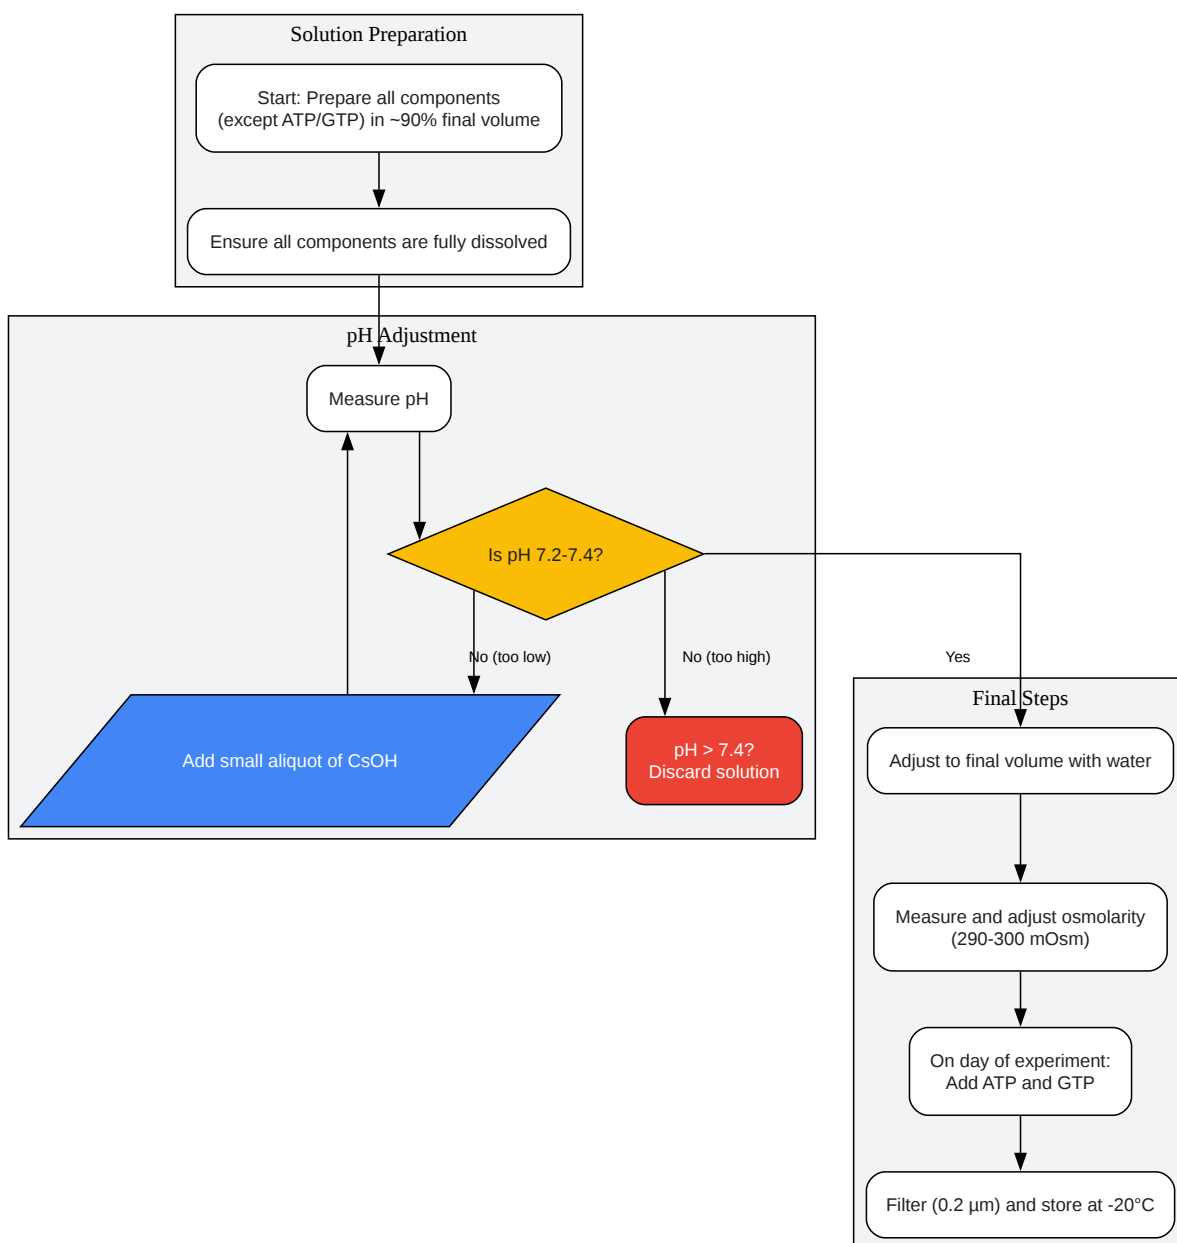 Solution Preparation
Start: Prepare all components
(except ATP/GTP) in ~90% final volume
Ensure all components are fully dissolved
pH Adjustment
Measure pH
Is pH 7.2-7.4?
No (too low)
No (too high)
Yes
Add small aliquot of CsOH
pH > 7.4?
Discard solution
Final Steps
Adjust to final volume with water
Measure and adjust osmolarity
(290-300 mOsm)
On day of experiment:
Add ATP and GTP
Filter (0.2 µm) and store at -20°C